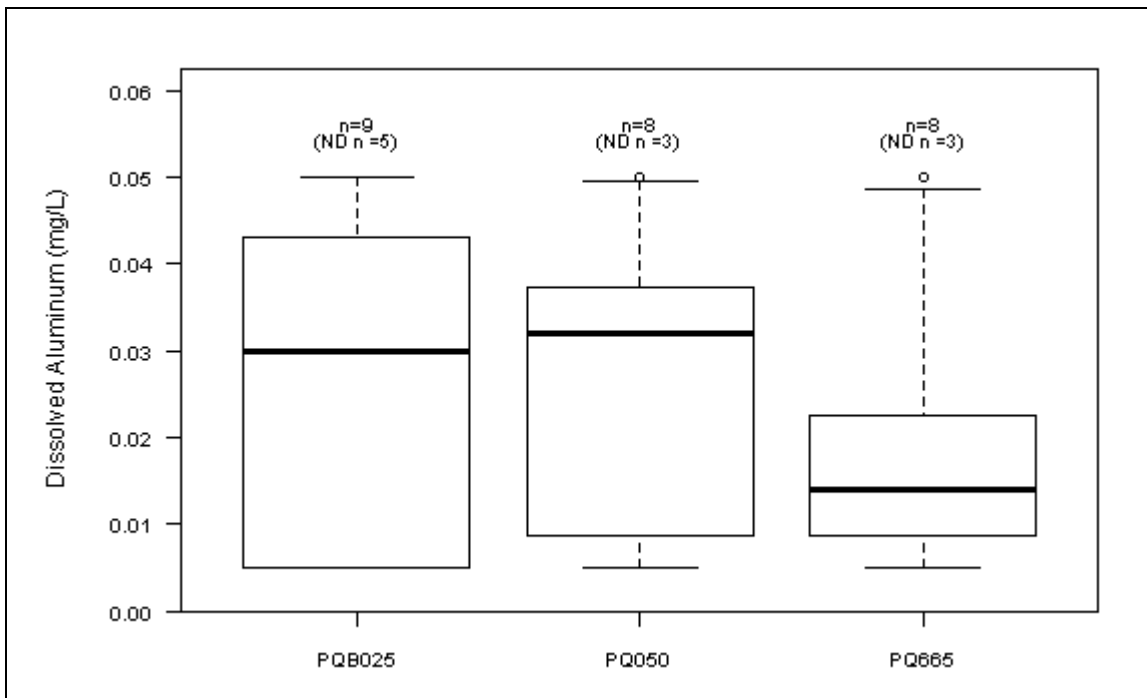 0.06
0.05
0.04
0.03
0.02
0.01
0.00
Dissolved Aluminum (mg/L)
n=9
(ND n =5)
n=8
(ND n =3)
n=8
(ND n =3)
PQB025
PQ050
PQ665